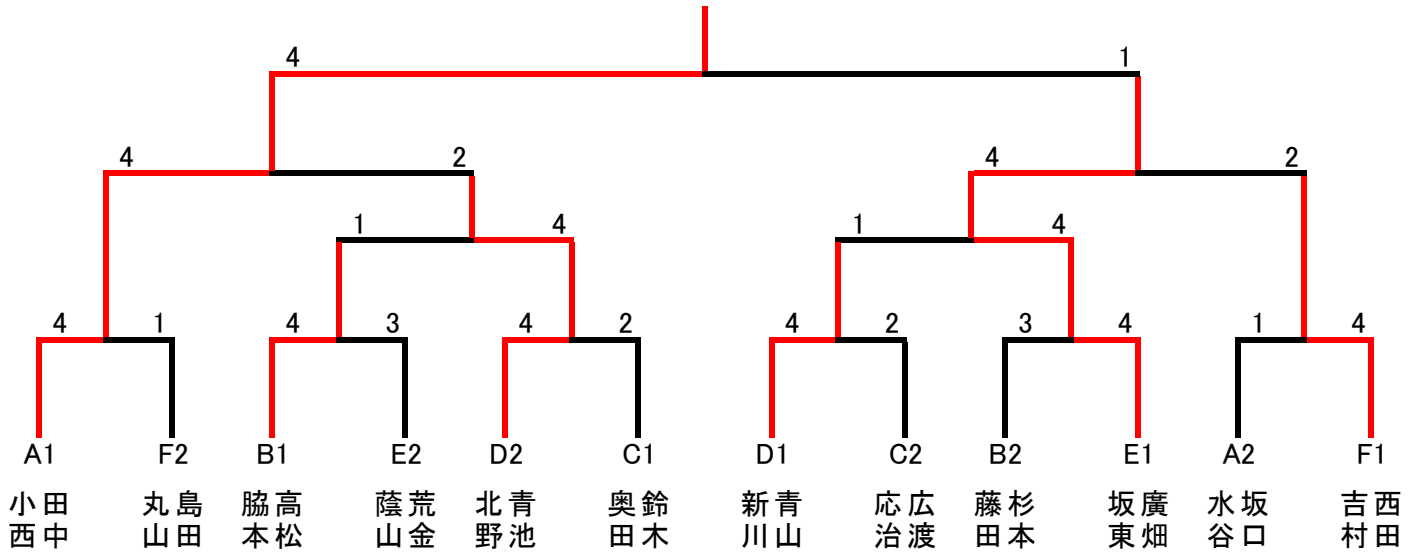 4 1
4 2 4 2
1 4 1 4
4 1 4 3 4 2 4 2 3 4 1 4
A1 F2 B1 E2 D2 C1 D1 C2 B2 E1 A2 F1
小田 丸島 脇高 蔭荒 北青 奥鈴 新青 応広 藤杉 坂廣 水坂 吉西
西中 山田 本松 山金 野池 田木 川山 治渡 田本 東畑 谷口 村田